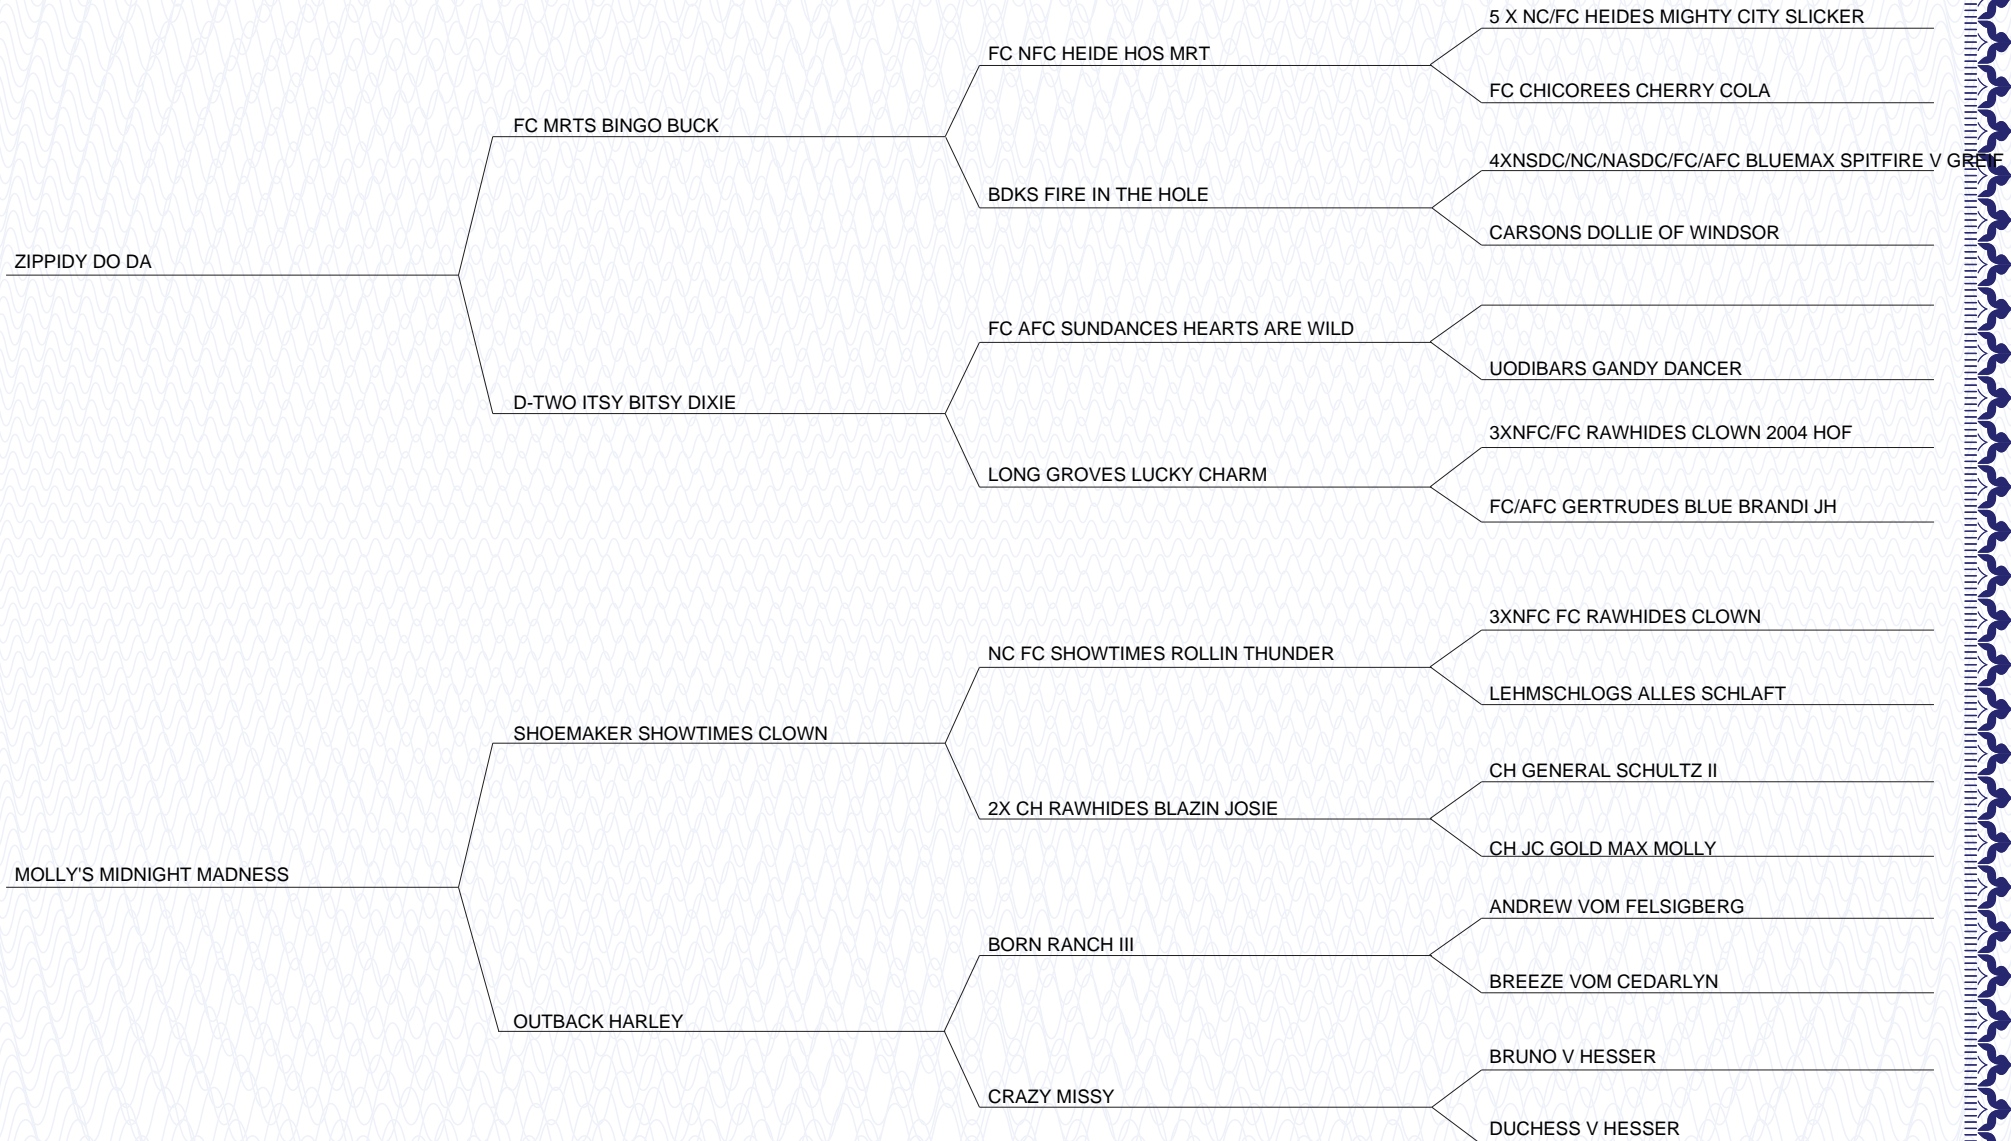 5 X NC/FC HEIDES MIGHTY CITY SLICKER
FC NFC HEIDE HOS MRT
FC CHICOREES CHERRY COLA
FC MRTS BINGO BUCK
4XNSDC/NC/NASDC/FC/AFC BLUEMAX SPITFIRE V GREIF
BDKS FIRE IN THE HOLE
CARSONS DOLLIE OF WINDSOR
ZIPPIDY DO DA
FC AFC SUNDANCES HEARTS ARE WILD
UODIBARS GANDY DANCER
D-TWO ITSY BITSY DIXIE
3XNFC/FC RAWHIDES CLOWN 2004 HOF
LONG GROVES LUCKY CHARM
FC/AFC GERTRUDES BLUE BRANDI JH
3XNFC FC RAWHIDES CLOWN
NC FC SHOWTIMES ROLLIN THUNDER
LEHMSCHLOGS ALLES SCHLAFT
SHOEMAKER SHOWTIMES CLOWN
CH GENERAL SCHULTZ II
2X CH RAWHIDES BLAZIN JOSIE
CH JC GOLD MAX MOLLY
MOLLY'S MIDNIGHT MADNESS
ANDREW VOM FELSIGBERG
BORN RANCH III
BREEZE VOM CEDARLYN
OUTBACK HARLEY
BRUNO V HESSER
CRAZY MISSY
DUCHESS V HESSER